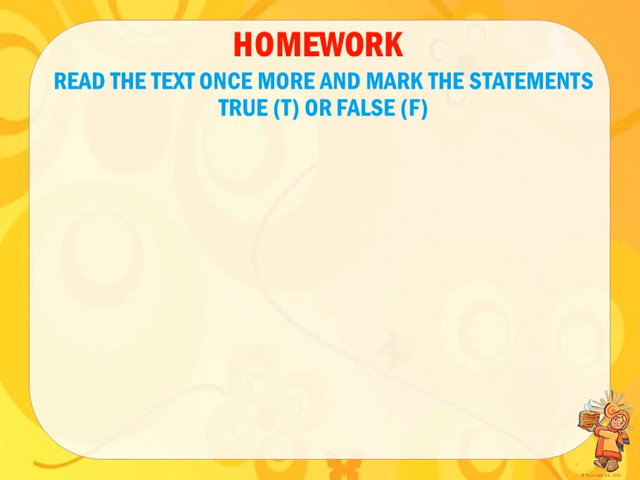 HOMEWORK
READ THE TEXT ONCE MORE AND MARK THE STATEMENTS
TRUE (T) OR FALSE (F)